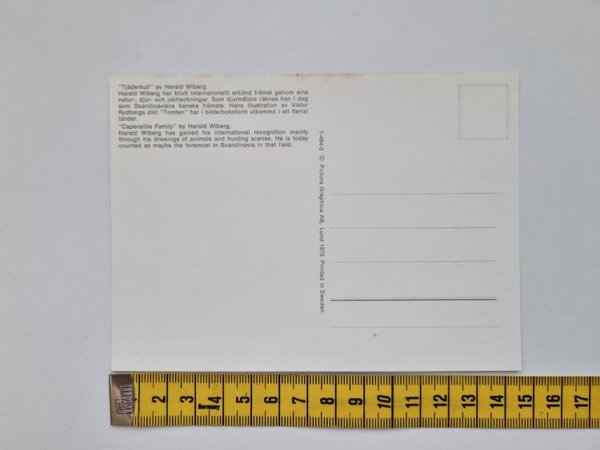 "Tjäderkull" av Harald Wiberg.
Harald Wiberg har blivit internationellt erkänd främst genom sina
natur-, djur- och jaktteckningar. Som djurmålare räknas han i dag
som Skandinaviens kanske främste. Hans illustration av Viktor
Rydbergs dikt "Tomten" har i bilderboksform utkommit i ett flertal
länder.
"Caperaillie Family" by Harald Wiberg.
Harald Wiberg has gained his international recognition mainly
through his drawings of animals and hunting scenes. He is today
counted as maybe the foremost in Scandinavia in that field.
1-484-5 © Pictura Graphica AB, Lund 1976. Printed in Sweden.
2 3 4 5 6 7 8 9 10 11 12 13 14 15 16 17
Germany